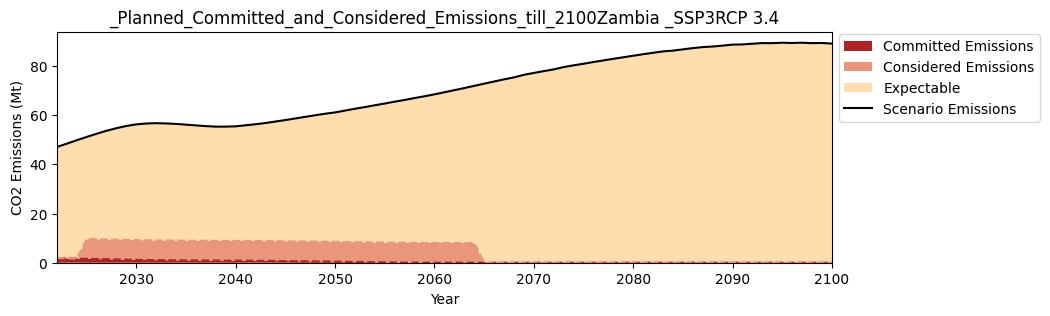 _Planned_Committed_and_Considered_Emissions_till_2100Zambia _SSP3RCP 3.4
CO2 Emissions (Mt)
80
60
40
20
0
2030 2040 2050 2060 2070 2080 2090 2100
Year
Committed Emissions
Considered Emissions
Expectable
Scenario Emissions